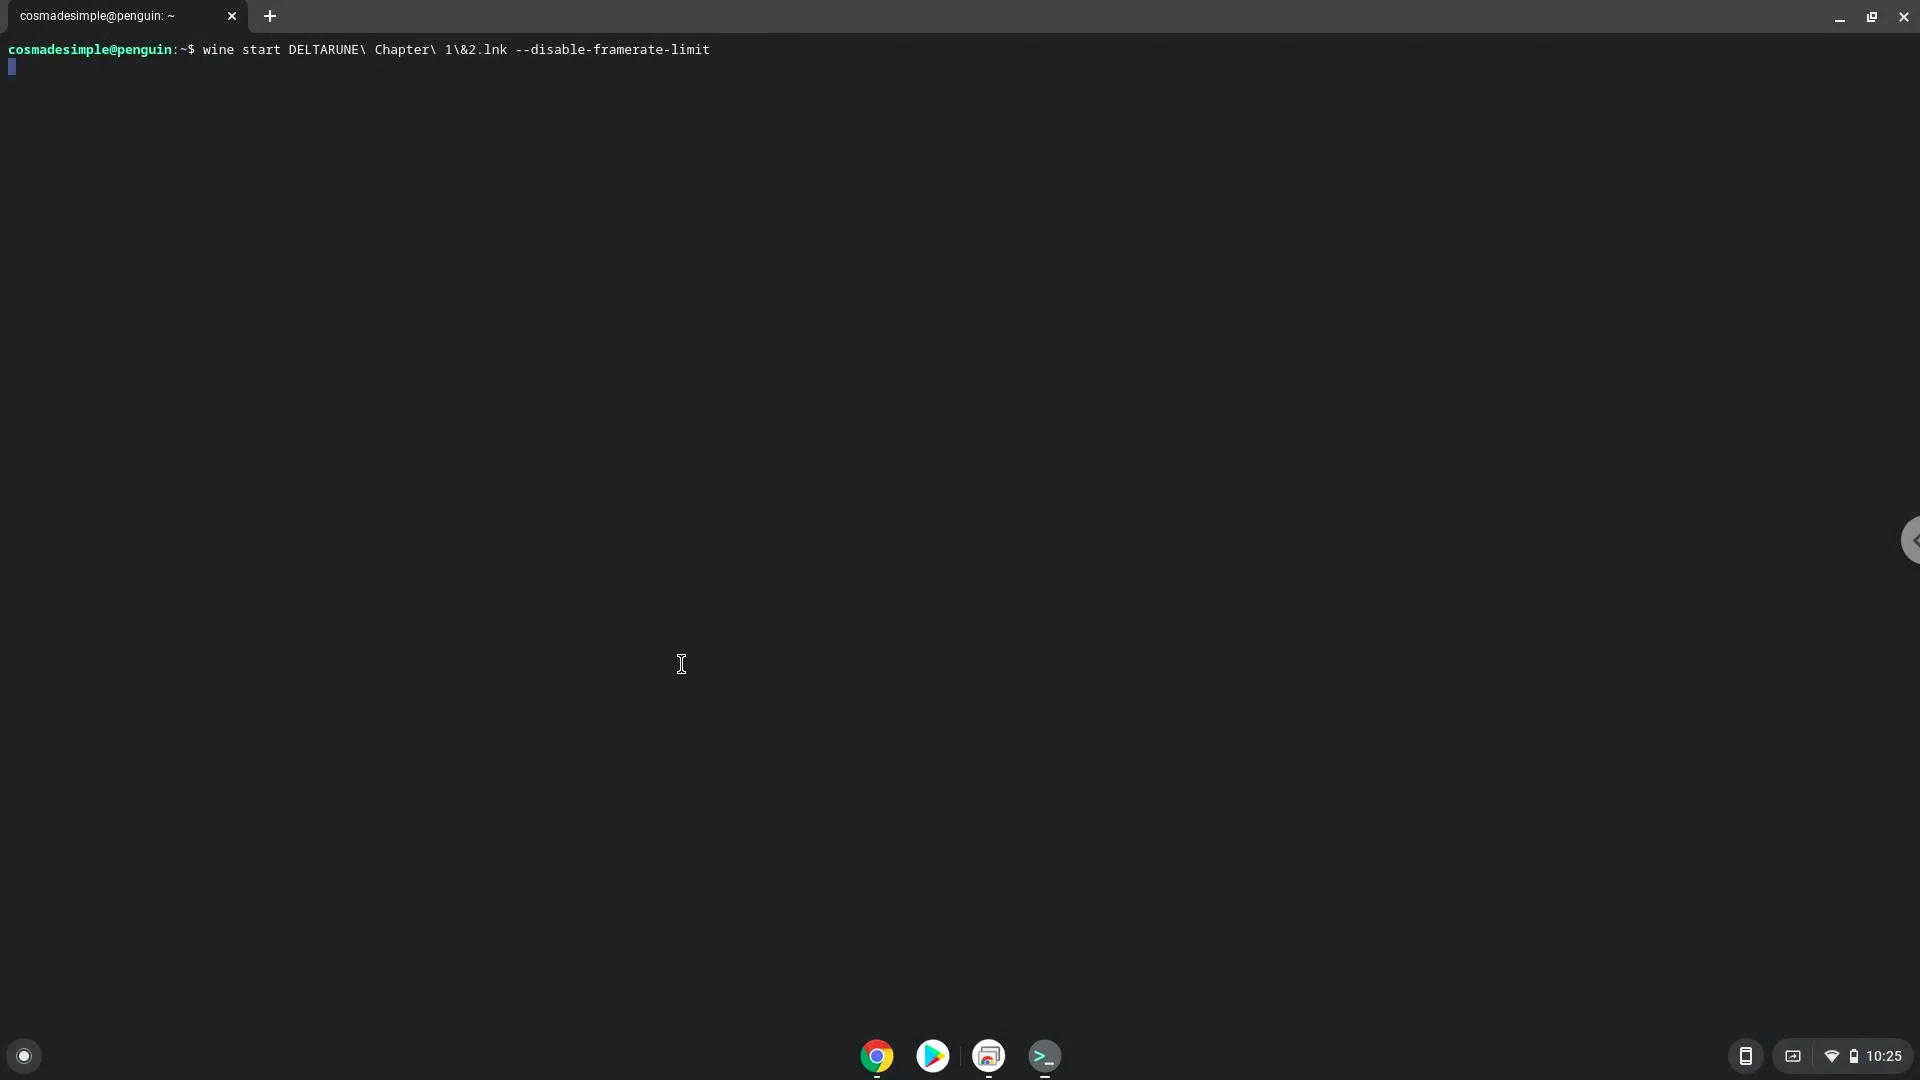 cosmadesimple@penguin: ~
cosmadesimple@penguin:~$ wine start DELTARUNE\ Chapter\ 1\&2.lnk --disable-framerate-limit
10:25